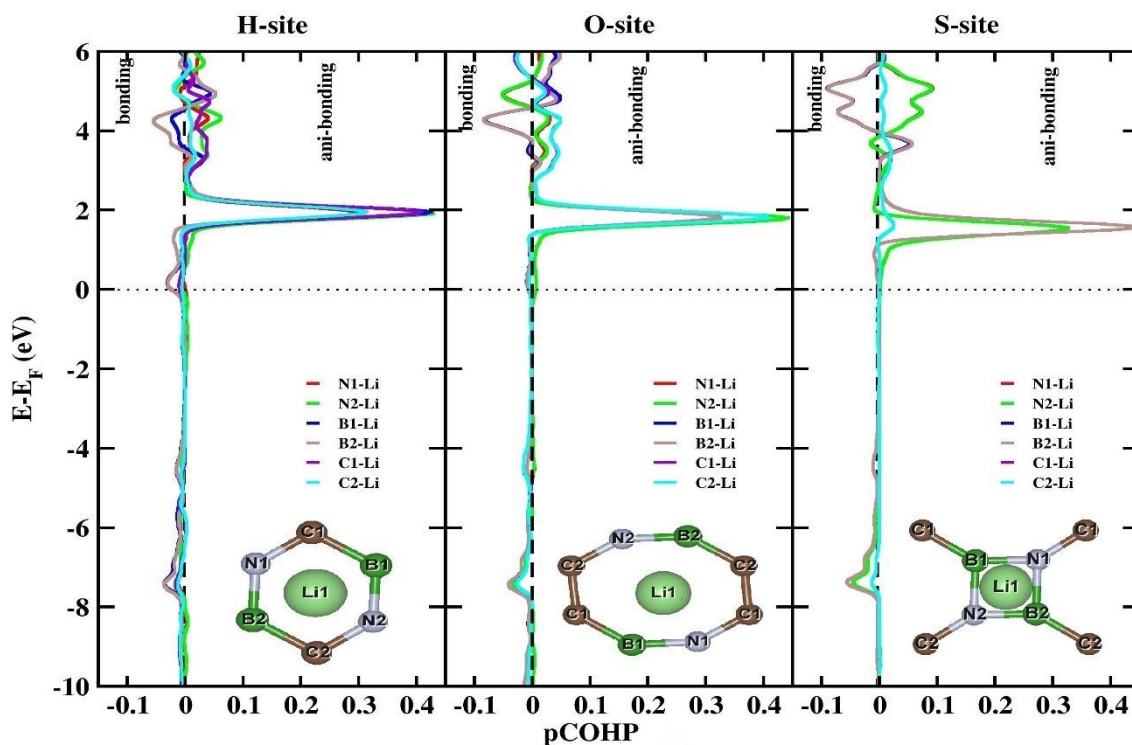 H-site O-site S-site
bonding ani-bonding bonding ani-bonding bonding ani-bonding
6
4
2
0
-2
-4
-6
-8
-10
E-E_F (eV)
N1-Li N1-Li N1-Li
N2-Li N2-Li N2-Li
B1-Li B1-Li B1-Li
B2-Li B2-Li B2-Li
C1-Li C1-Li C1-Li
C2-Li C2-Li C2-Li
C1
N1 B1
Li1
B2 N2
C2
N2 B2
C2 C2
Li1
C1 C1
B1 N1
C1 C1
B1 N1
Li1
N2 B2
C2 C2
-0.1 0 0.1 0.2 0.3 0.4 -0.1 0 0.1 0.2 0.3 0.4 -0.1 0 0.1 0.2 0.3 0.4
pCOHP